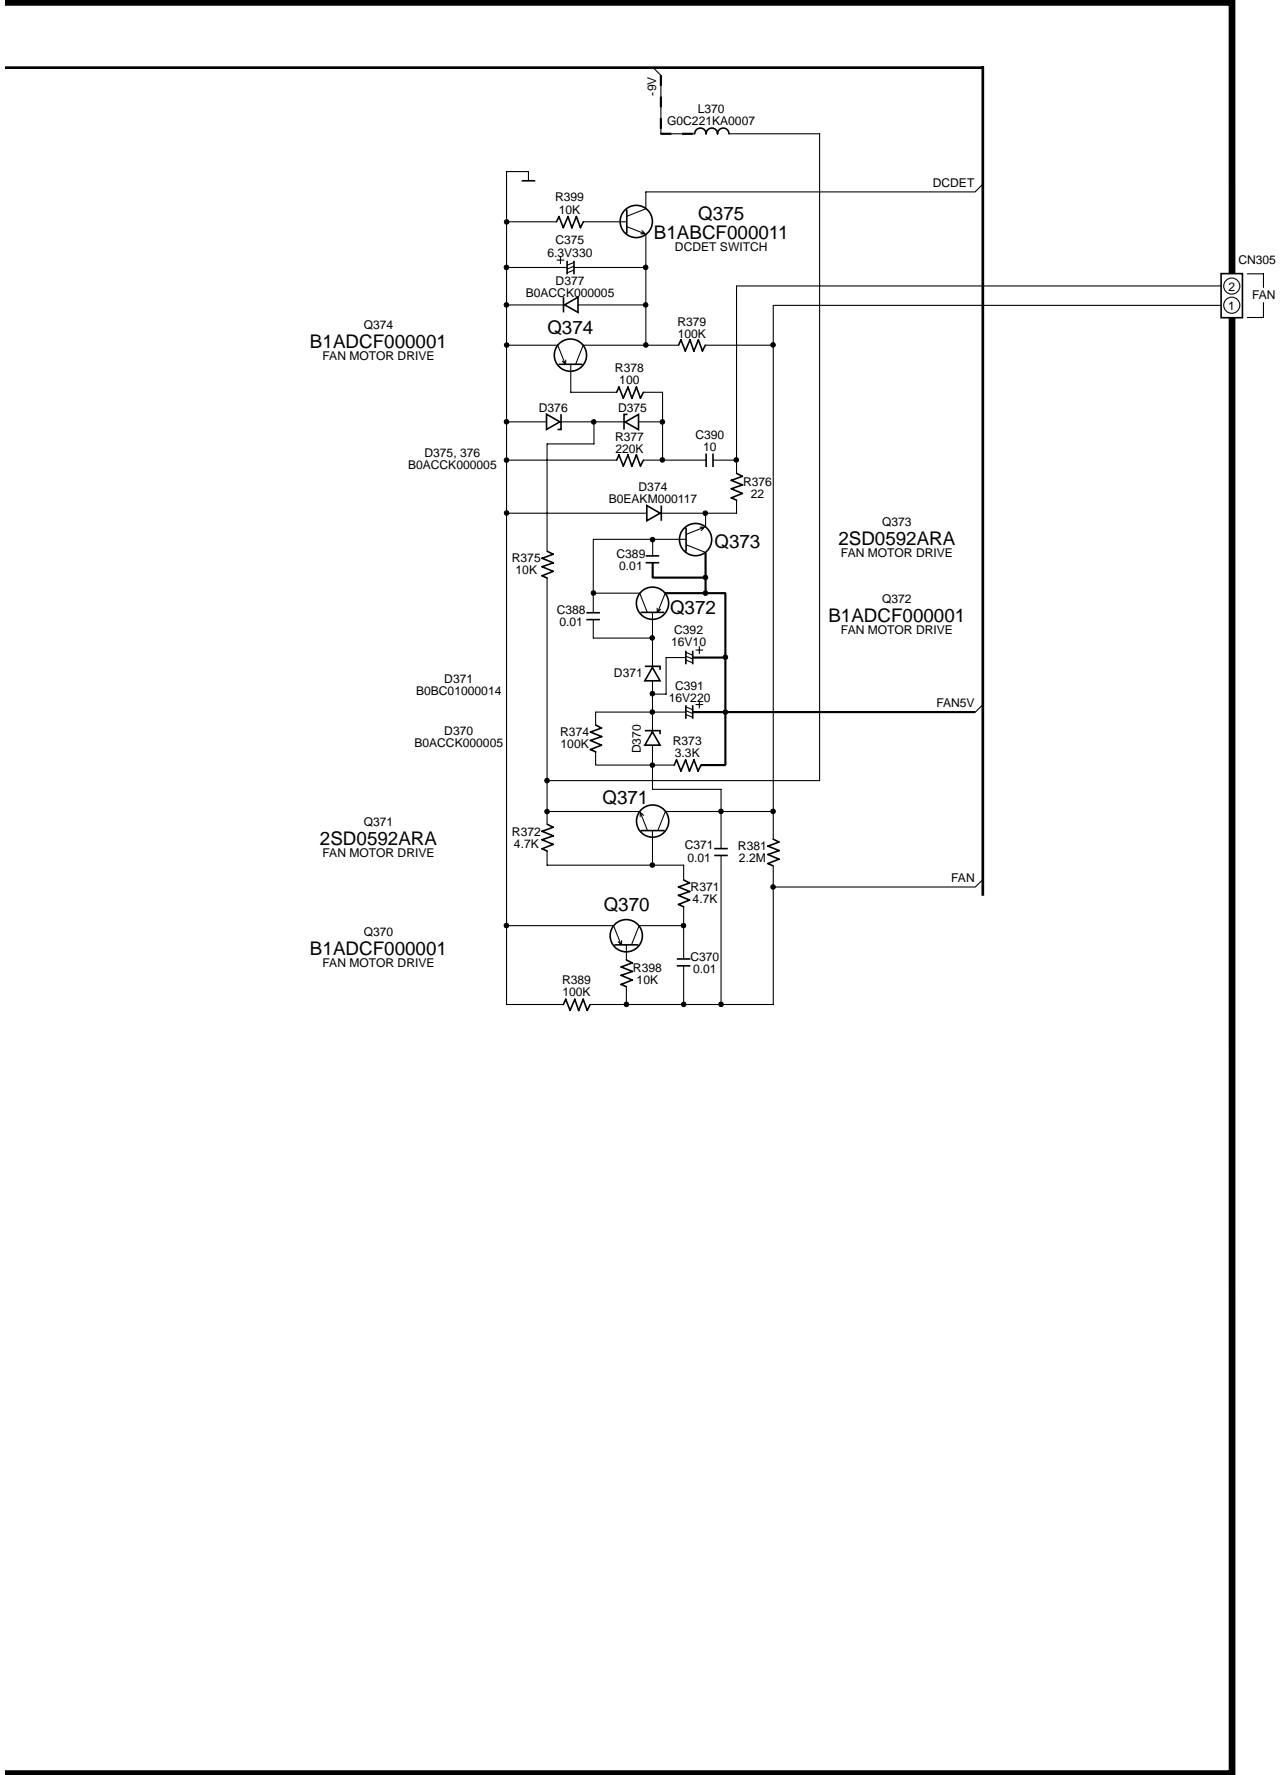 -9V
L370
G0C221KA0007
DCDET
R399
10K
Q375
B1ABCF000011
DCDET SWITCH
C375
6.3V330
+
D377
B0ACCK000005
CN305
2
1
FAN
Q374
B1ADCF000001
FAN MOTOR DRIVE
Q374
R379
100K
R378
100
D376
D375
R377
220K
C390
10
D375, 376
B0ACCK000005
R376
22
D374
B0EAKM000117
Q373
Q373
2SD0592ARA
FAN MOTOR DRIVE
C389
0.01
R375
10K
Q372
C388
0.01
Q372
B1ADCF000001
FAN MOTOR DRIVE
C392
16V10
+
D371
D371
B0BC01000014
C391
16V220
+
FAN5V
D370
B0ACCK000005
R374
100K
D370
R373
3.3K
Q371
Q371
2SD0592ARA
FAN MOTOR DRIVE
R372
4.7K
C371
0.01
R381
2.2M
FAN
R371
4.7K
Q370
Q370
B1ADCF000001
FAN MOTOR DRIVE
R398
10K
C370
0.01
R389
100K